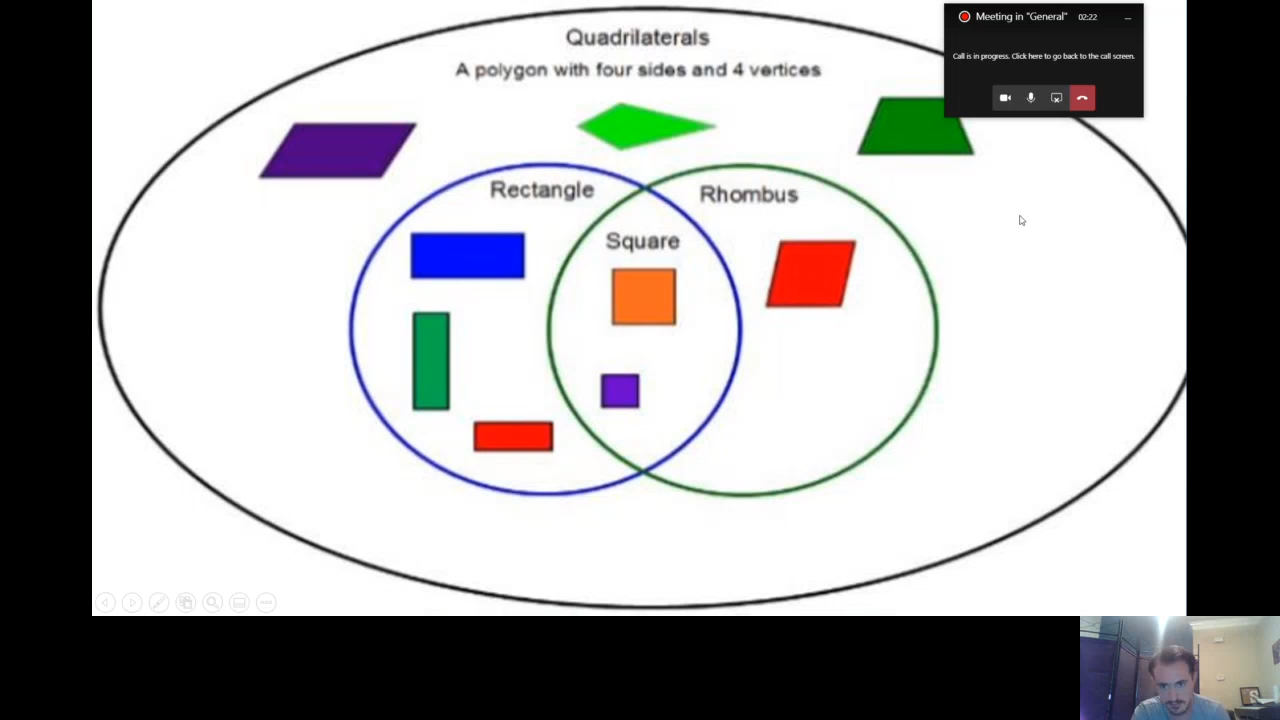 Quadrilaterals
A polygon with four sides and 4 vertices
Meeting in "General" 02:22
Call is in progress. Click here to go back to the call screen.
Rectangle
Rhombus
Square